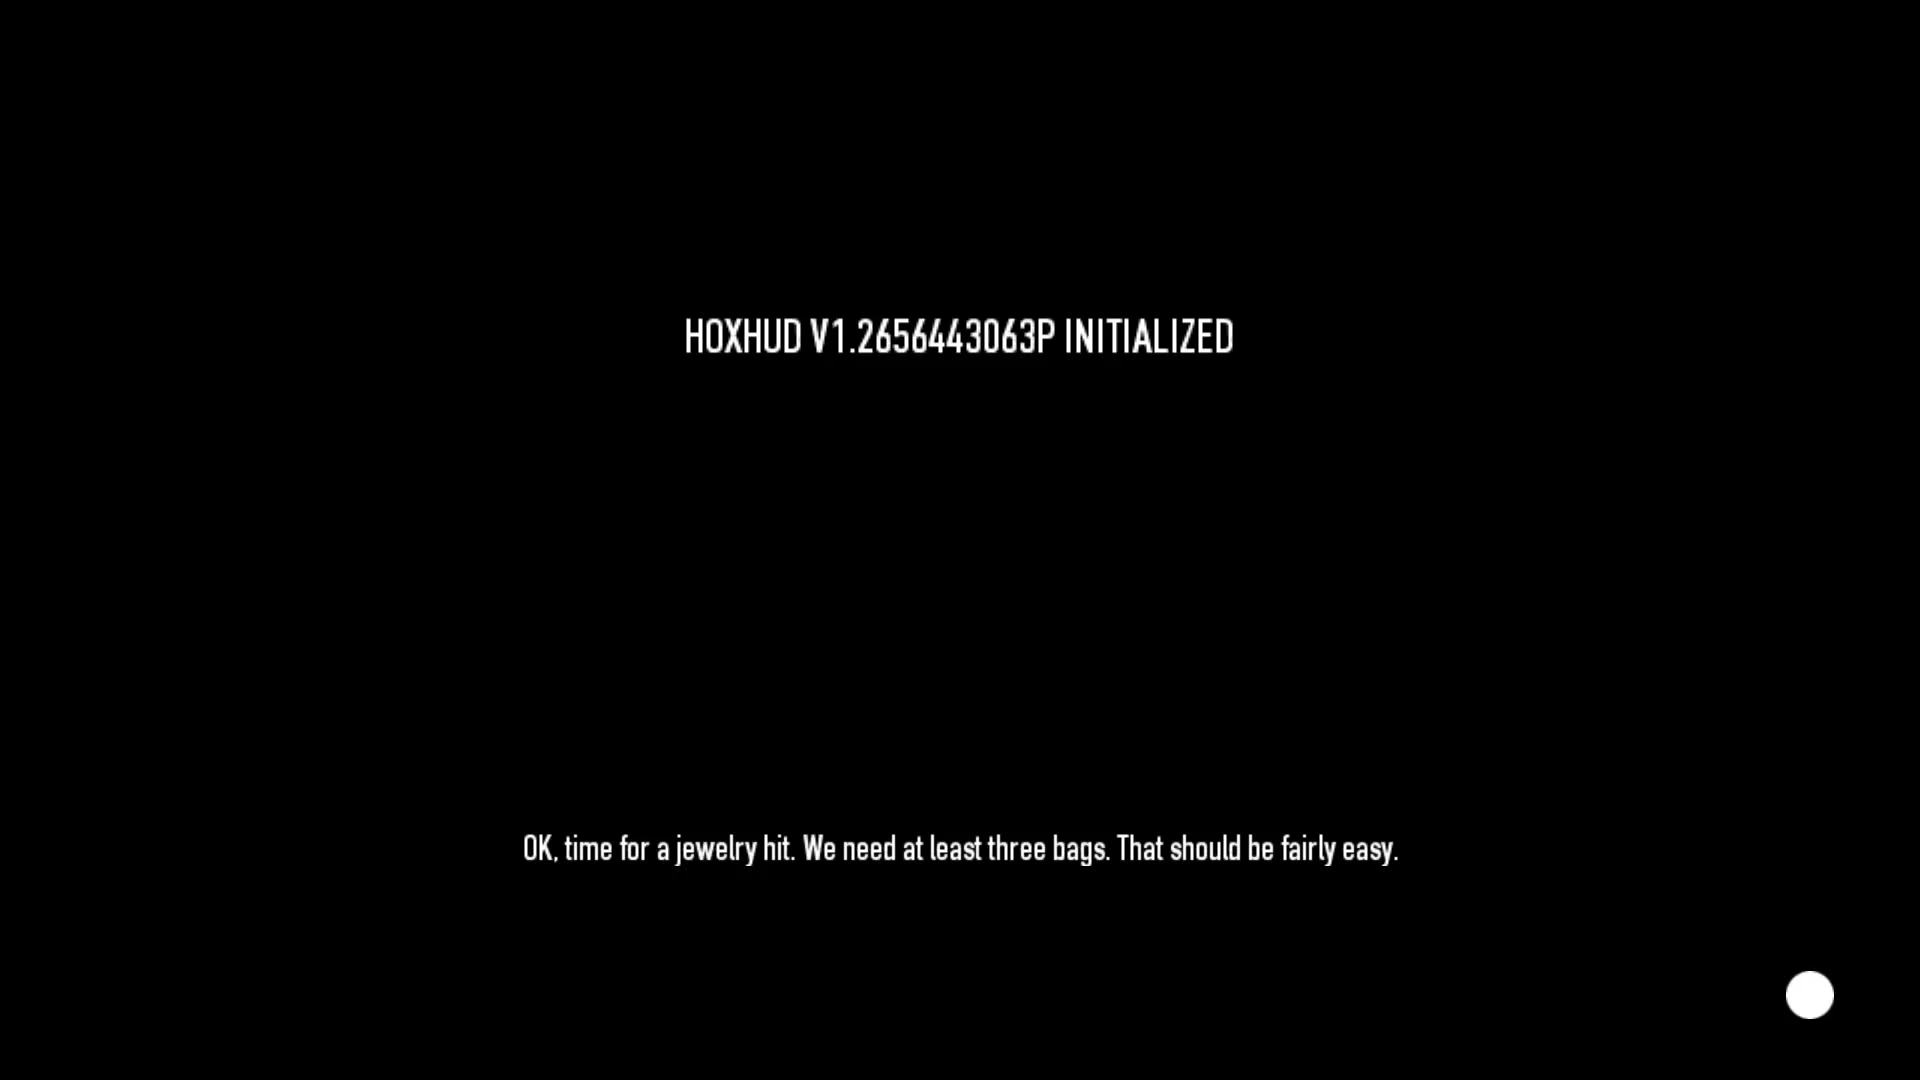 HOXHUD V1.2656443063P INITIALIZED
OK, time for a jewelry hit. We need at least three bags. That should be fairly easy.